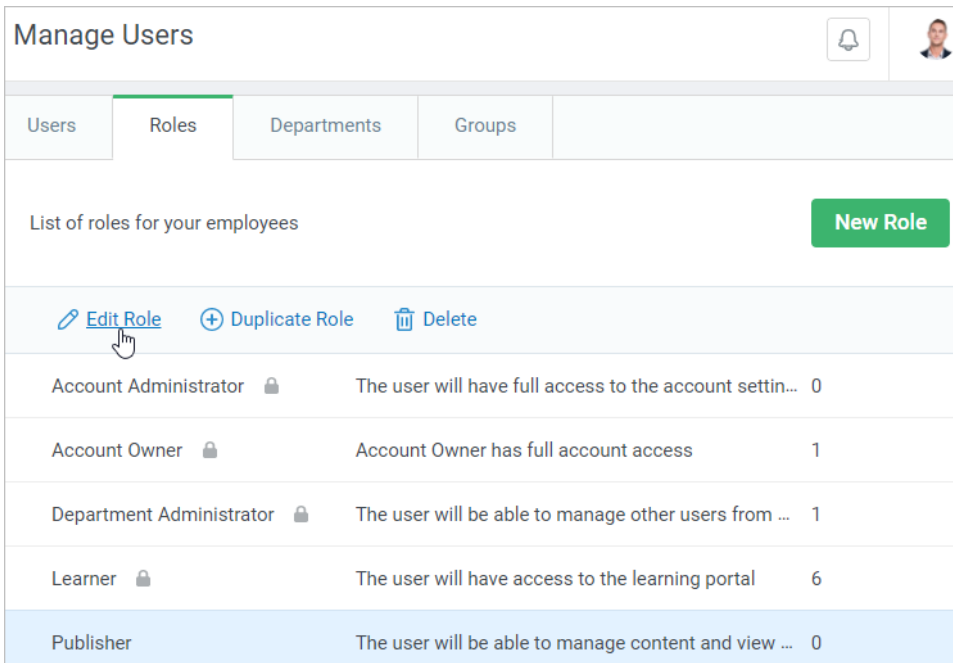 Manage Users
Users Roles Departments Groups
List of roles for your employees New Role
Edit Role Duplicate Role Delete
Account Administrator The user will have full access to the account settin... 0
Account Owner Account Owner has full account access 1
Department Administrator The user will be able to manage other users from ... 1
Learner The user will have access to the learning portal 6
Publisher The user will be able to manage content and view ... 0